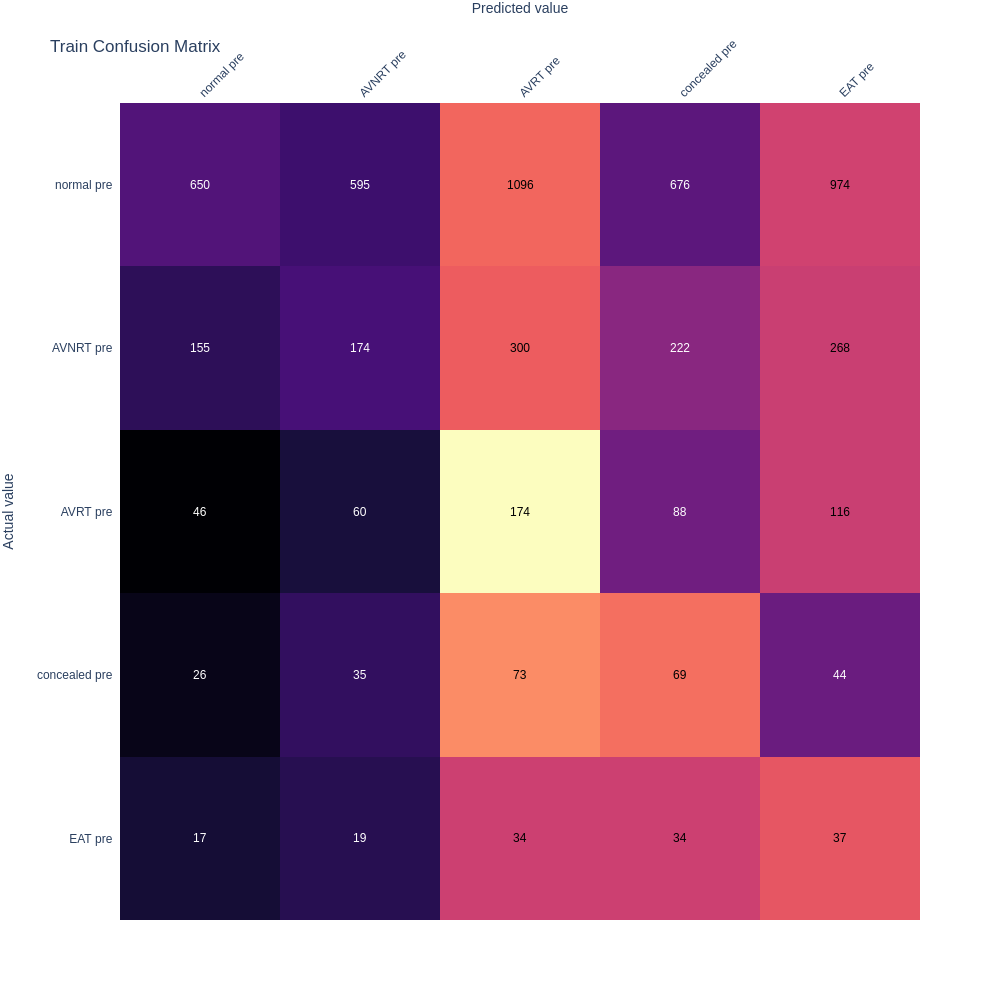 Predicted value
Train Confusion Matrix
normal pre AVNRT pre AVRT pre concealed pre EAT pre
normal pre 650 595 1096 676 974
AVNRT pre 155 174 300 222 268
Actual value
AVRT pre 46 60 174 88 116
concealed pre 26 35 73 69 44
EAT pre 17 19 34 34 37